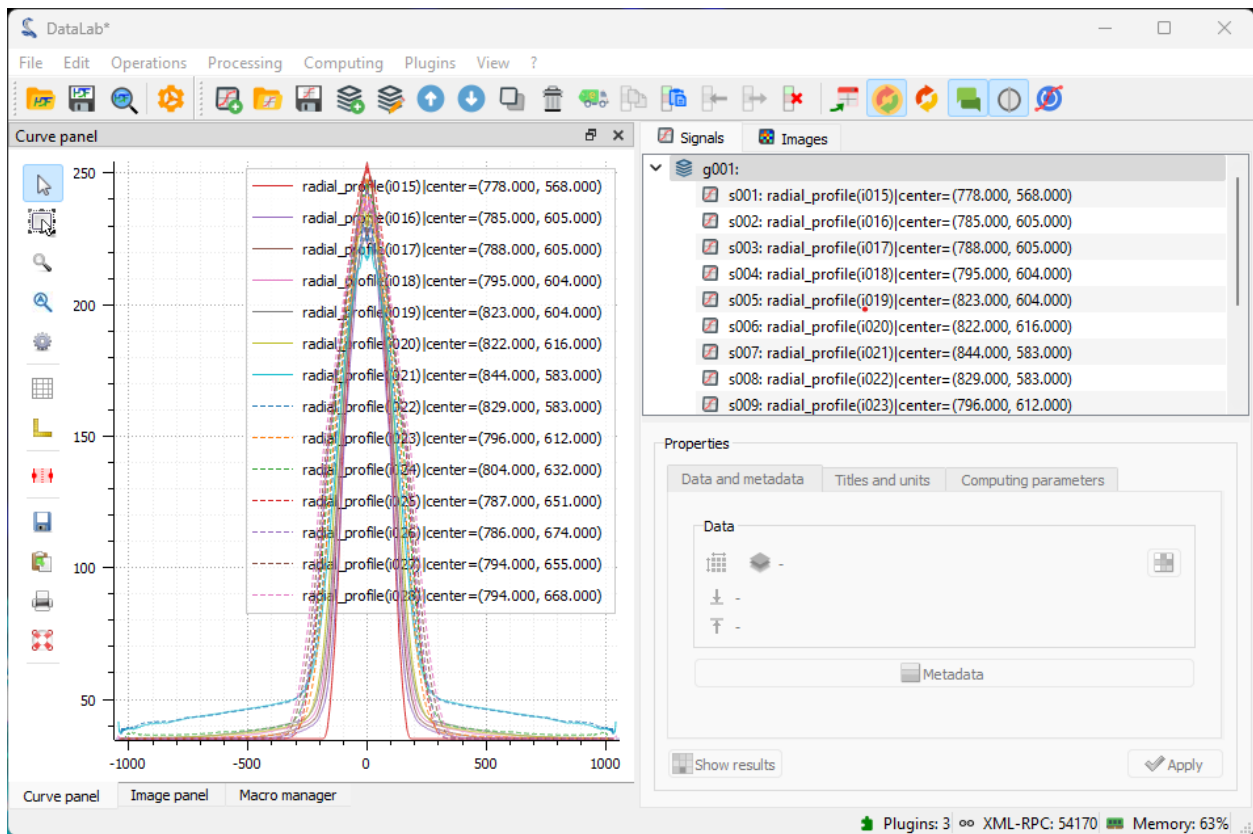 DataLab*
File Edit Operations Processing Computing Plugins View ?
Curve panel
250
200
150
100
50
-1000 -500 0 500 1000
radial_profile(i015)|center=(778.000, 568.000)
radial_profile(i016)|center=(785.000, 605.000)
radial_profile(i017)|center=(788.000, 605.000)
radial_profile(i018)|center=(795.000, 604.000)
radial_profile(i019)|center=(823.000, 604.000)
radial_profile(i020)|center=(822.000, 616.000)
radial_profile(i021)|center=(844.000, 583.000)
radial_profile(i022)|center=(829.000, 583.000)
radial_profile(i023)|center=(796.000, 612.000)
radial_profile(i024)|center=(804.000, 632.000)
radial_profile(i025)|center=(787.000, 651.000)
radial_profile(i026)|center=(786.000, 674.000)
radial_profile(i027)|center=(794.000, 655.000)
radial_profile(i028)|center=(794.000, 668.000)
Curve panel Image panel Macro manager
Signals Images
g001:
s001: radial_profile(i015)|center=(778.000, 568.000)
s002: radial_profile(i016)|center=(785.000, 605.000)
s003: radial_profile(i017)|center=(788.000, 605.000)
s004: radial_profile(i018)|center=(795.000, 604.000)
s005: radial_profile(i019)|center=(823.000, 604.000)
s006: radial_profile(i020)|center=(822.000, 616.000)
s007: radial_profile(i021)|center=(844.000, 583.000)
s008: radial_profile(i022)|center=(829.000, 583.000)
s009: radial_profile(i023)|center=(796.000, 612.000)
Properties
Data and metadata Titles and units Computing parameters
Data
-
-
-
Metadata
Show results Apply
Plugins: 3 XML-RPC: 54170 Memory: 63%